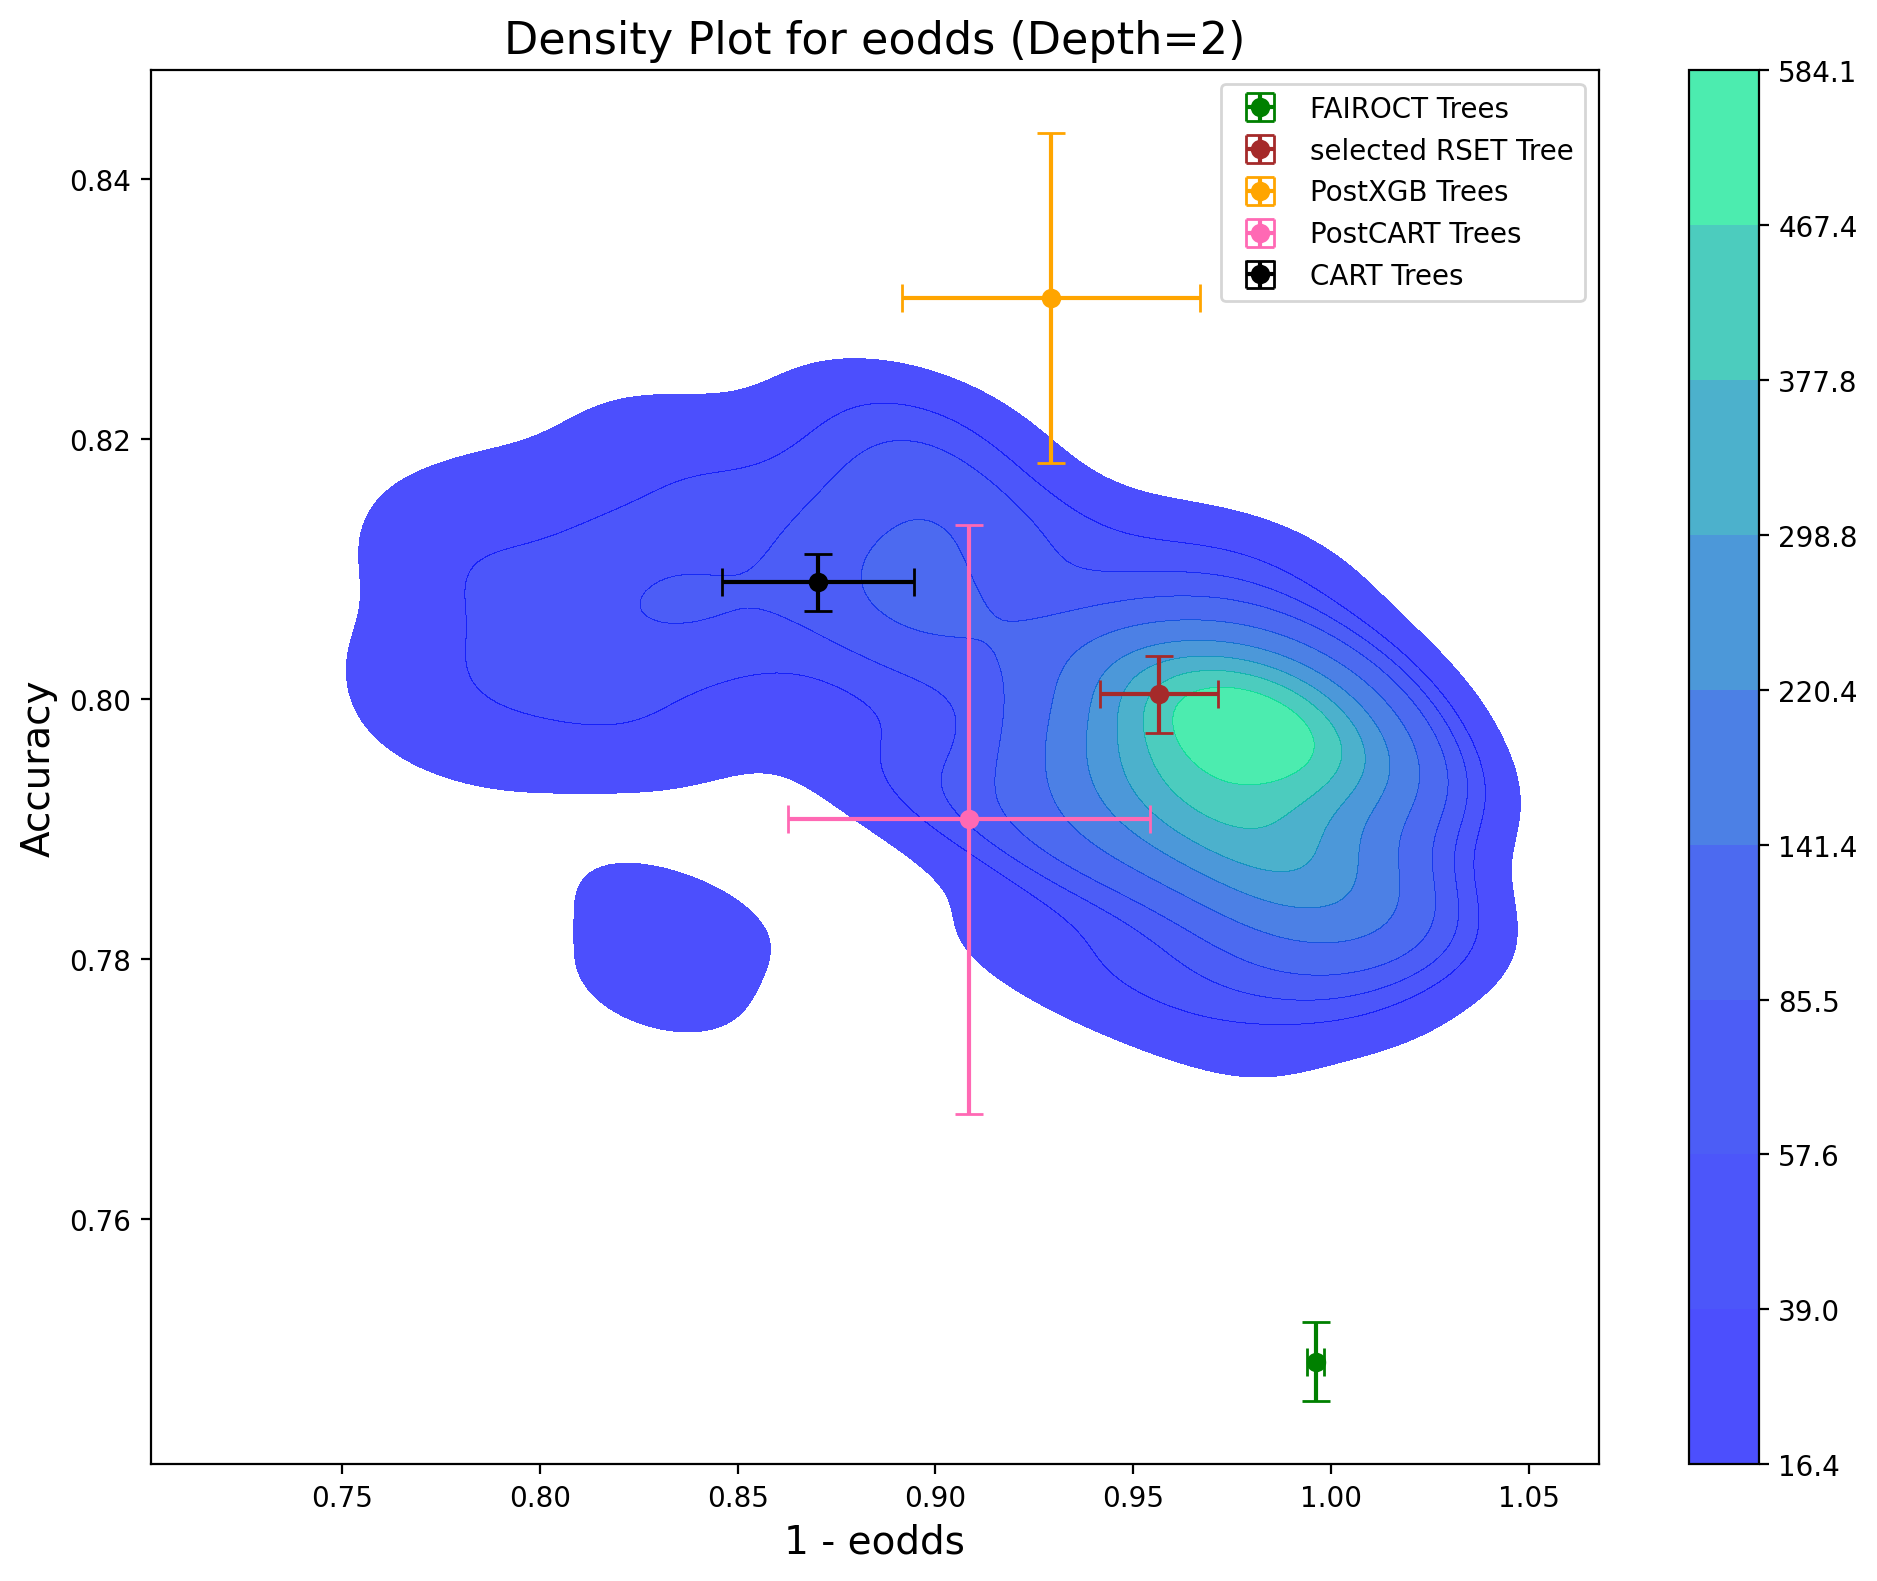 Density Plot for eodds (Depth=2)
FAIROCT Trees
selected RSET Tree
PostXGB Trees
PostCART Trees
CART Trees
Accuracy
0.84
0.82
0.80
0.78
0.76
0.75
0.80
0.85
0.90
0.95
1.00
1.05
1 - eodds
584.1
467.4
377.8
298.8
220.4
141.4
85.5
57.6
39.0
16.4